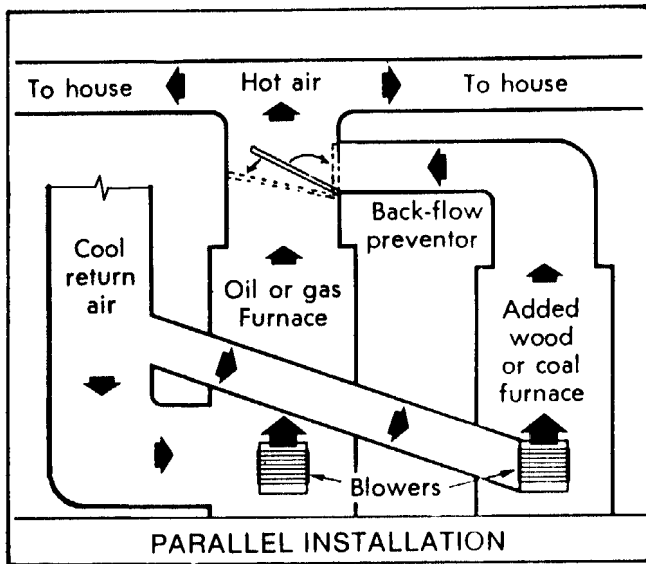 To house
Hot air
To house
Back-flow
preventor
Cool
return
air
Oil or gas
Furnace
Added
wood
or coal
furnace
Blowers
PARALLEL INSTALLATION